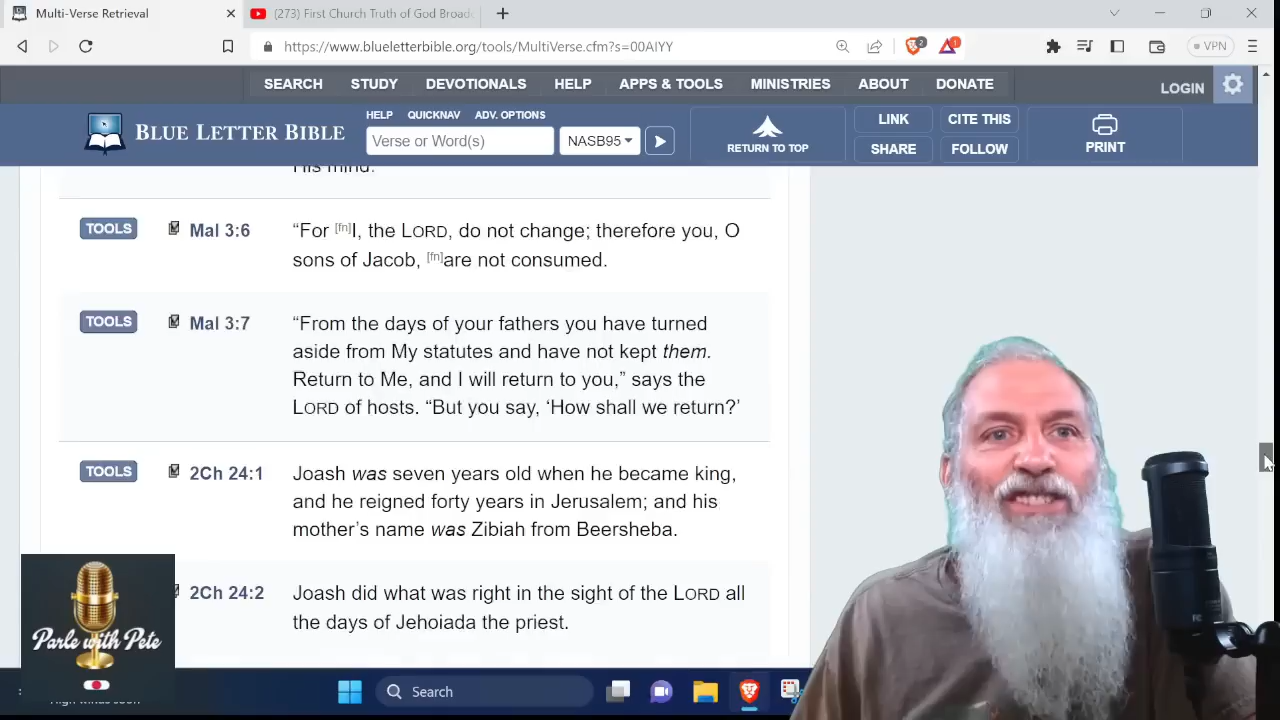 Multi-Verse Retrieval
(273) First Church Truth of God Broad
https://www.blueletterbible.org/tools/MultiVerse.cfm?s=00AIYY
2
1
VPN
SEARCH STUDY DEVOTIONALS HELP APPS & TOOLS MINISTRIES ABOUT DONATE
LOGIN
HELP QUICKNAV ADV. OPTIONS
BLUE LETTER BIBLE
Verse or Word(s)
NASB95
RETURN TO TOP
LINK
CITE THIS
SHARE
FOLLOW
PRINT
His mind.
TOOLS Mal 3:6 “For [fn]I, the LORD, do not change; therefore you, O
sons of Jacob, [fn]are not consumed.
TOOLS Mal 3:7 “From the days of your fathers you have turned
aside from My statutes and have not kept them.
Return to Me, and I will return to you,” says the
LORD of hosts. “But you say, ‘How shall we return?’
TOOLS 2Ch 24:1 Joash was seven years old when he became king,
and he reigned forty years in Jerusalem; and his
mother’s name was Zibiah from Beersheba.
2Ch 24:2 Joash did what was right in the sight of the LORD all
the days of Jehoiada the priest.
Parle with Pete
High winds soon
Search